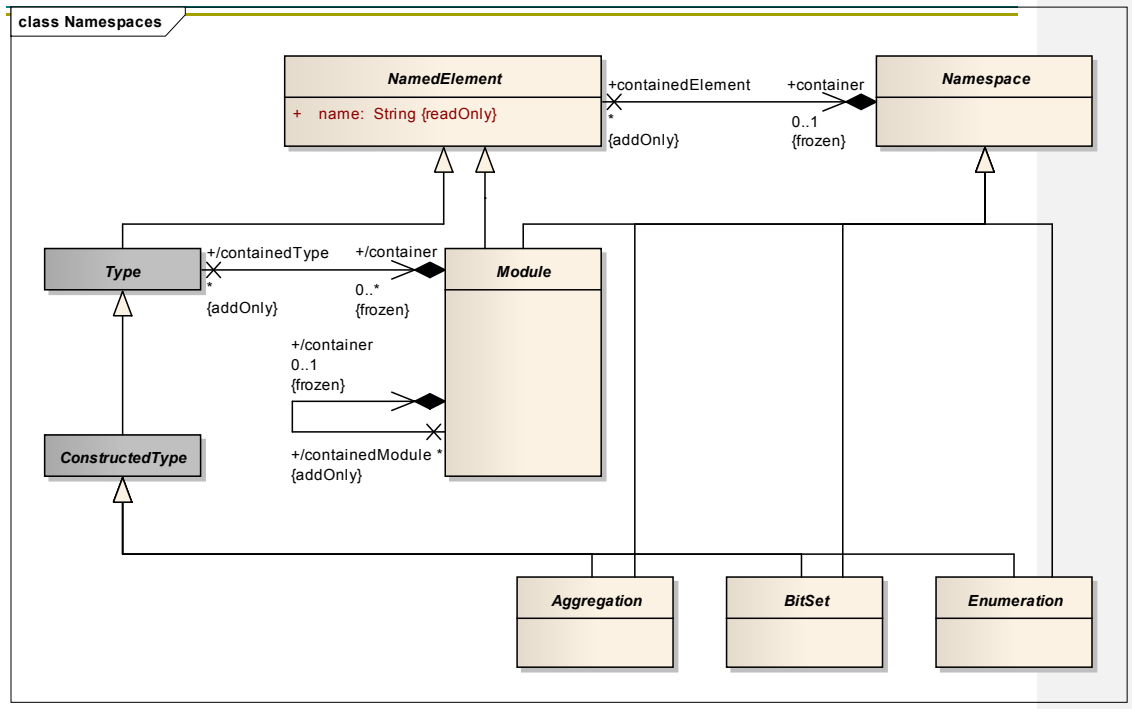 class Namespaces
NamedElement
+ name: String {readOnly}
+containedElement
*
{addOnly}
+container
0..1
{frozen}
Namespace
Type
+/containedType
*
{addOnly}
+/container
0..*
{frozen}
Module
+/container
0..1
{frozen}
+/containedModule *
{addOnly}
ConstructedType
Aggregation
BitSet
Enumeration